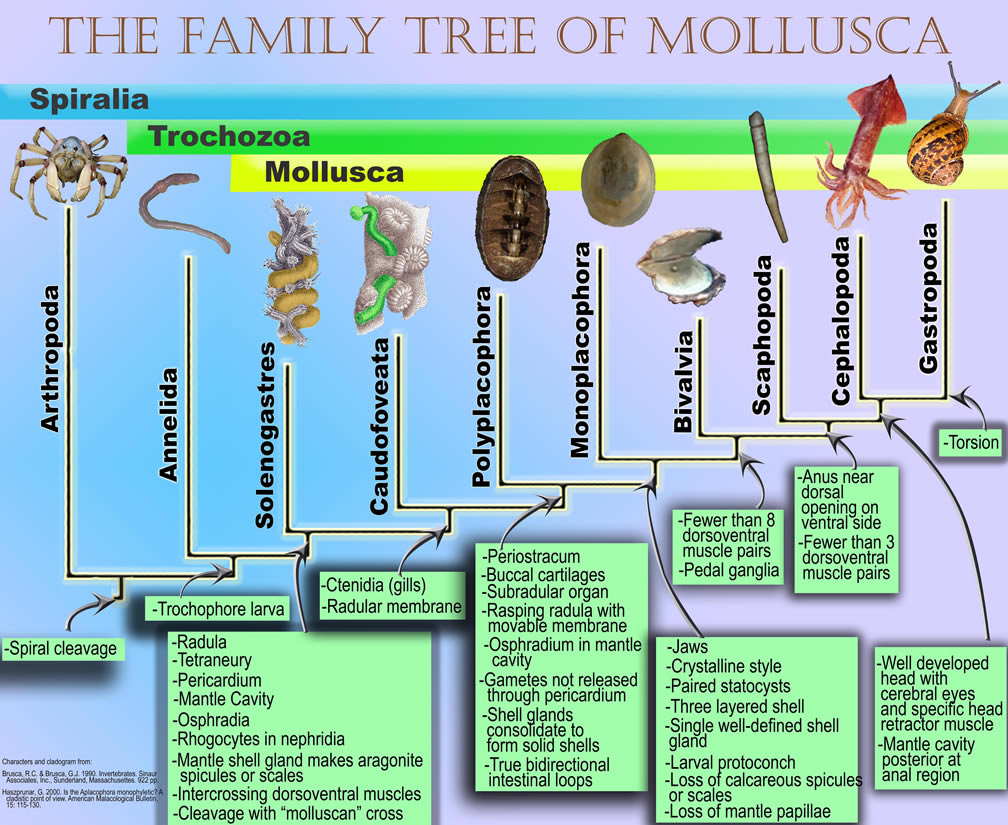 THE FAMILY TREE OF MOLLUSCA
Spiralia
Trochozoa
Mollusca
Arthropoda
Annelida
Solenogastres
Caudofoveata
Polyplacophora
Monoplacophora
Bivalvia
Scaphopoda
Cephalopoda
Gastropoda
-Spiral cleavage
-Trochophore larva
-Radula
-Tetraneury
-Pericardium
-Mantle Cavity
-Osphradia
-Rhogocytes in nephridia
-Mantle shell gland makes aragonite
spicules or scales
-Intercrossing dorsoventral muscles
-Cleavage with “molluscan” cross
-Ctenidia (gills)
-Radular membrane
-Periostracum
-Buccal cartilages
-Subradular organ
-Rasping radula with
movable membrane
-Osphradium in mantle
cavity
-Gametes not released
through pericardium
-Shell glands
consolidate to
form solid shells
-True bidirectional
intestinal loops
-Jaws
-Crystalline style
-Paired statocysts
-Three layered shell
-Single well-defined shell
gland
-Larval protoconch
-Loss of calcareous spicules
or scales
-Loss of mantle papillae
-Fewer than 8
dorsoventral
muscle pairs
-Pedal ganglia
-Anus near
dorsal
opening on
ventral side
-Fewer than 3
dorsoventral
muscle pairs
-Well developed
head with
cerebral eyes
and specific head
retractor muscle
-Mantle cavity
posterior at
anal region
-Torsion
Characters and cladogram from:
Brusca, R.C. & Brusca, G.J. 1990. Invertebrates. Sinaur
Associates, Inc., Sunderland, Massachusettes. 922 pp.
Haszprunar, G. 2000. Is the Aplacophora monophyletic? A
cladistic point of view. American Malacological Bulletin,
15: 115-130.